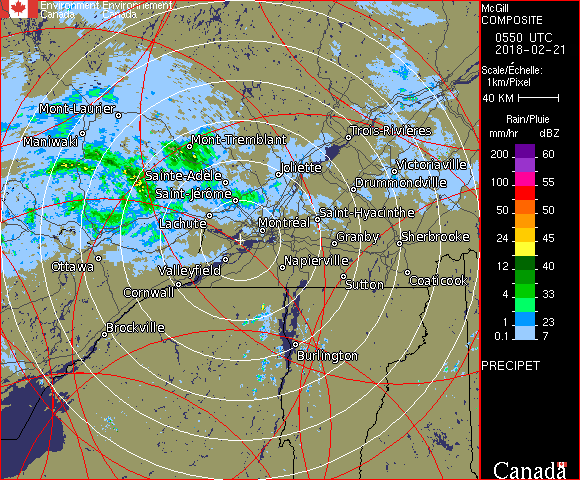 Environment Environnement
Canada Canada
McGill
COMPOSITE
0550 UTC
2018-02-21
Scale/Échelle:
1km/Pixel
40 KM
Rain/Pluie
mm/hr dBZ
200 60
100 55
50 50
24 45
12 40
4 33
1 23
0.1 7
PRECIPET
Canada
Mont-Laurier
Maniwaki
Mont-Tremblant
Trois-Rivières
Sainte-Adèle
Joliette
Victoriaville
Saint-Jérôme
Drummondville
Lachute
Montréal
Saint-Hyacinthe
Granby
Sherbrooke
Ottawa
Valleyfield
Napierville
Cornwall
Sutton
Coaticook
Brockville
Burlington